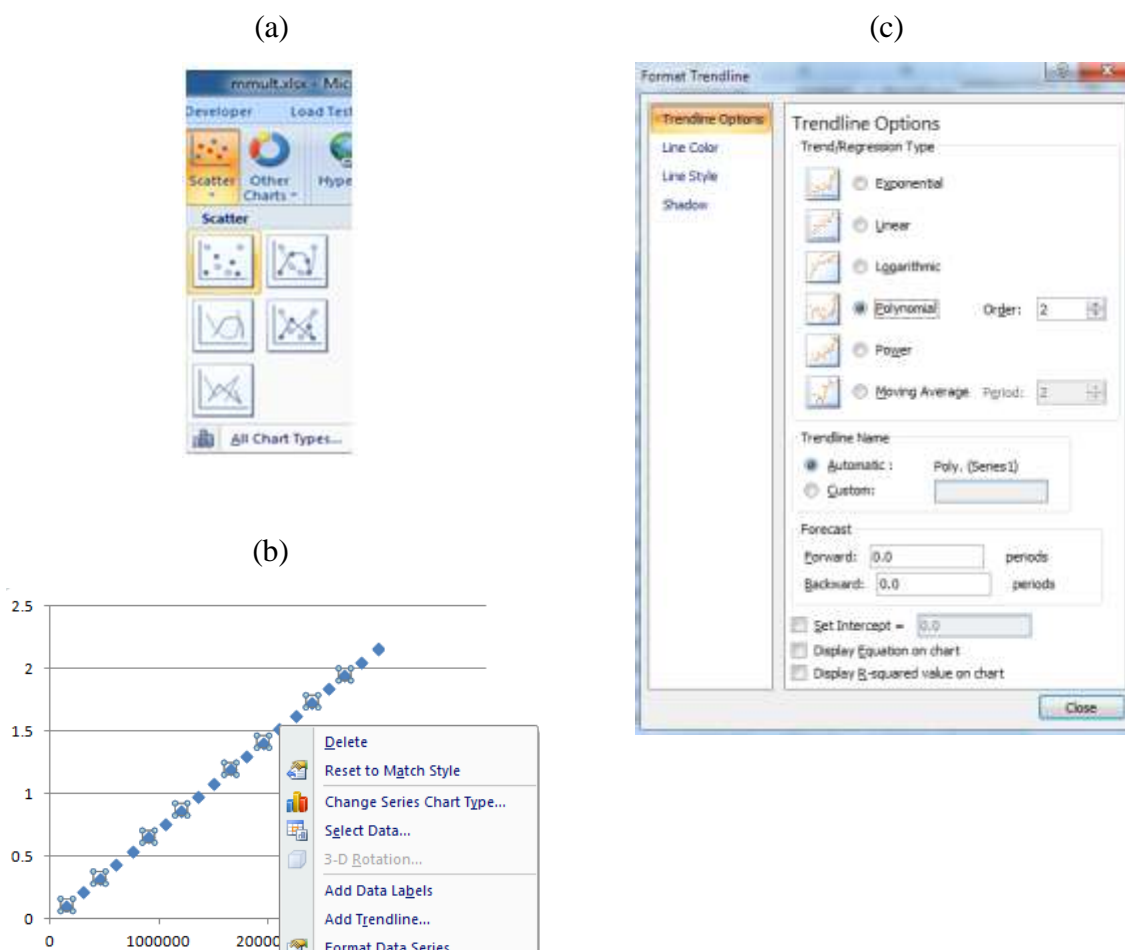 (a)
mmult.xlsx - Mic
Developer Load Test
Scatter Other Charts Hype
Scatter
All Chart Types...
(b)
2.5
2
1.5
1
0.5
0
0 1000000 20000
Delete
Reset to Match Style
Change Series Chart Type...
Select Data...
3-D Rotation...
Add Data Labels
Add Trendline...
Format Data Series
(c)
Format Trendline
Trendline Options
Line Color
Line Style
Shadow
Trendline Options
Trend/Regression Type
Exponential
Linear
Logarithmic
Polynomial Order: 2
Power
Moving Average Period: 2
Trendline Name
Automatic : Poly. (Series1)
Custom:
Forecast
Forward: 0.0 periods
Backward: 0.0 periods
Set Intercept = 0.0
Display Equation on chart
Display R-squared value on chart
Close